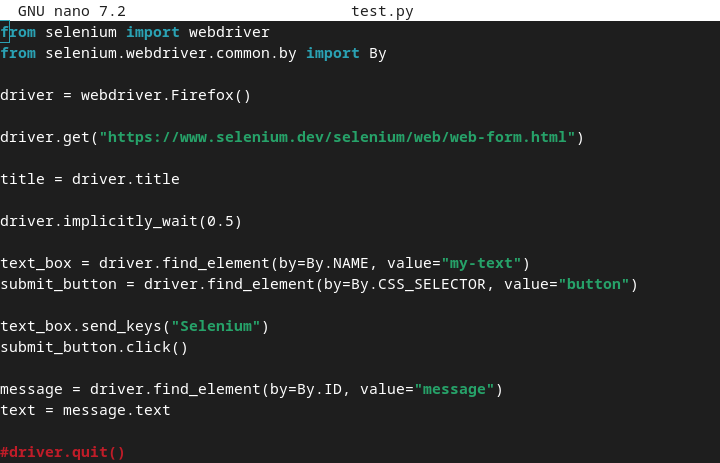 GNU nano 7.2 test.py
from selenium import webdriver
from selenium.webdriver.common.by import By
driver = webdriver.Firefox()
driver.get("https://www.selenium.dev/selenium/web/web-form.html")
title = driver.title
driver.implicitly_wait(0.5)
text_box = driver.find_element(by=By.NAME, value="my-text")
submit_button = driver.find_element(by=By.CSS_SELECTOR, value="button")
text_box.send_keys("Selenium")
submit_button.click()
message = driver.find_element(by=By.ID, value="message")
text = message.text
#driver.quit()